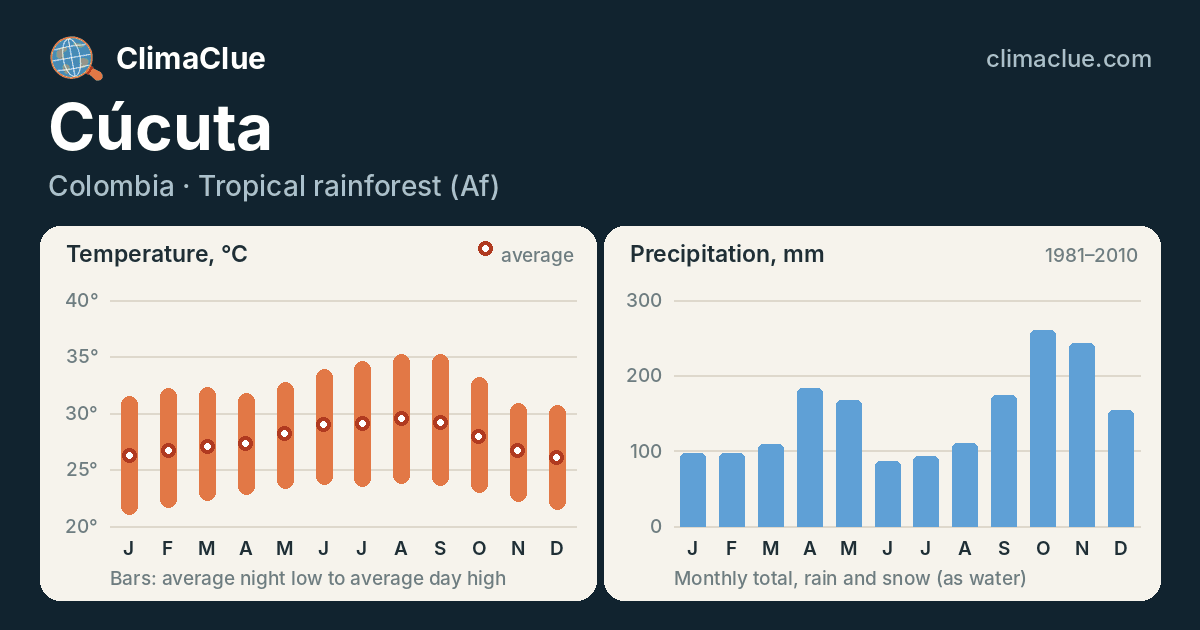 ClimaClue
climaclue.com
Cúcuta
Colombia · Tropical rainforest (Af)
Temperature, °C
average
40°
35°
30°
25°
20°
J F M A M J J A S O N D
Bars: average night low to average day high
Precipitation, mm
1981–2010
300
200
100
0
J F M A M J J A S O N D
Monthly total, rain and snow (as water)